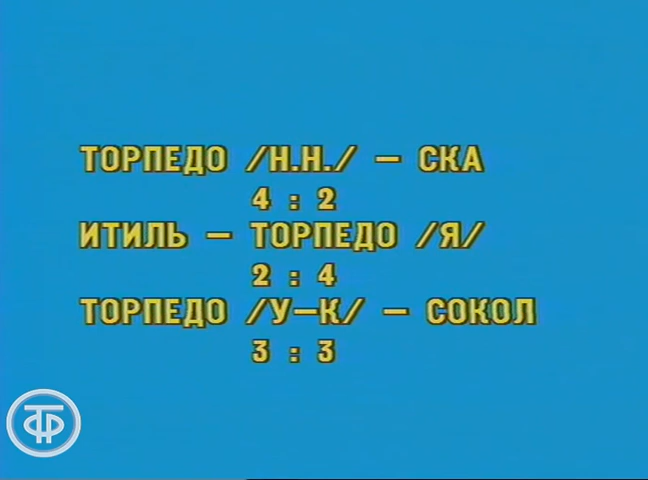 ТОРПЕДО /Н.Н./ – СКА
4 : 2
ИТИЛЬ – ТОРПЕДО /Я/
2 : 4
ТОРПЕДО /У–К/ – СОКОЛ
3 : 3